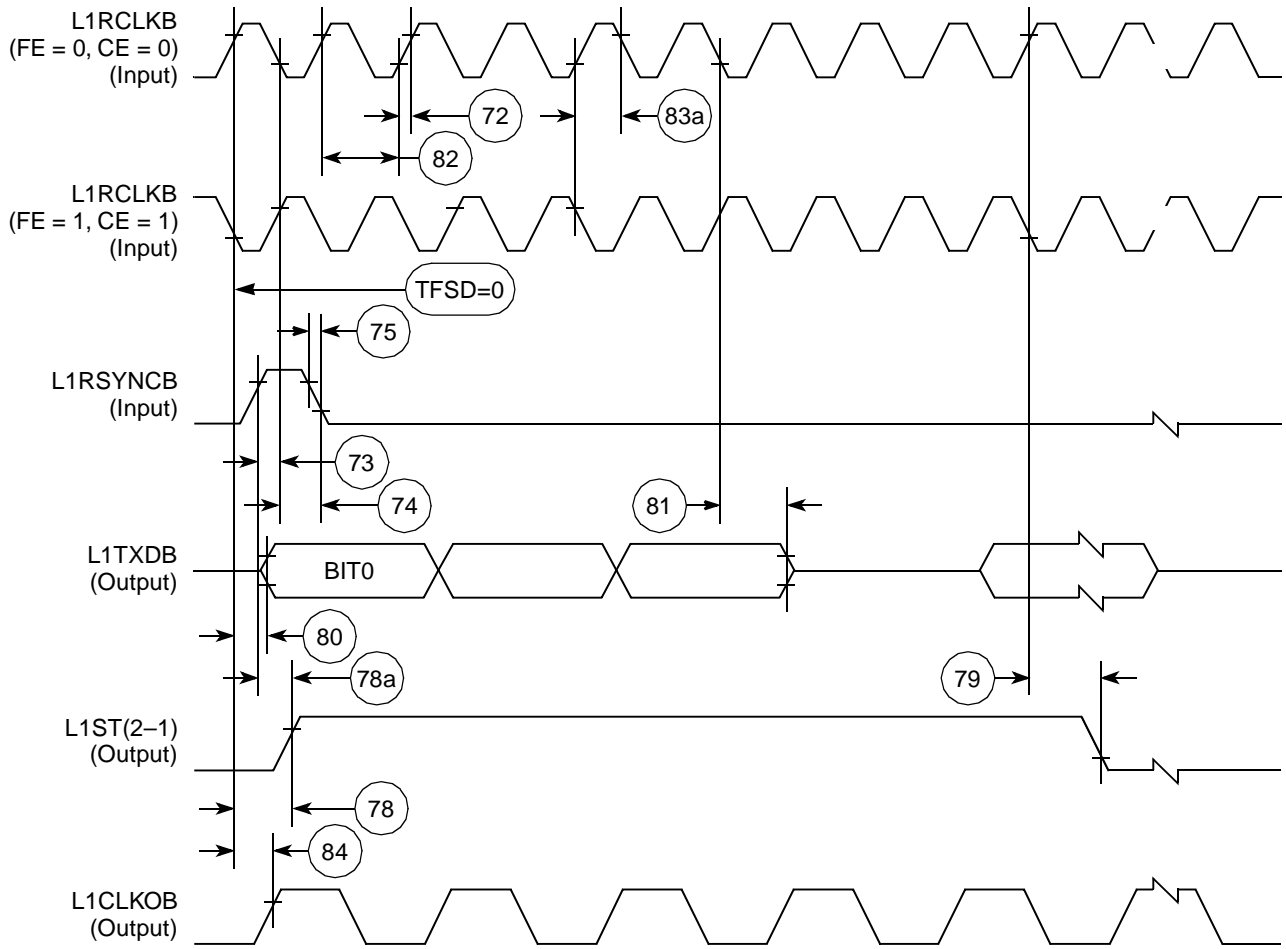 L1RCLKB
(FE = 0, CE = 0)
(Input)
72
83a
82
L1RCLKB
(FE = 1, CE = 1)
(Input)
TFSD=0
75
L1RSYNCB
(Input)
73
74
81
L1TXDB
(Output)
BIT0
80
78a
79
L1ST(2–1)
(Output)
78
84
L1CLKOB
(Output)